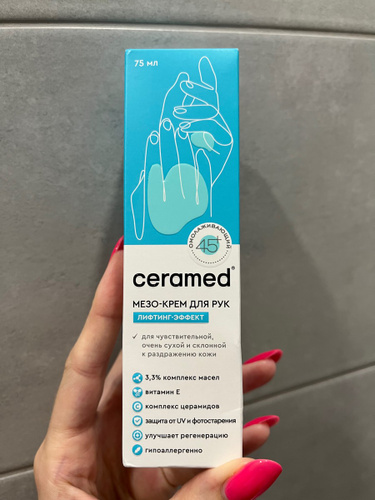 75 мл
ОМОЛАЖИВАЮЩИЙ
45+
ceramed®
МЕЗО-КРЕМ ДЛЯ РУК
ЛИФТИНГ-ЭФФЕКТ
для чувствительной,
очень сухой и склонной
к раздражению кожи
3,3% комплекс масел
витамин Е
комплекс церамидов
защита от UV и фотостарения
улучшает регенерацию
гипоаллергенно